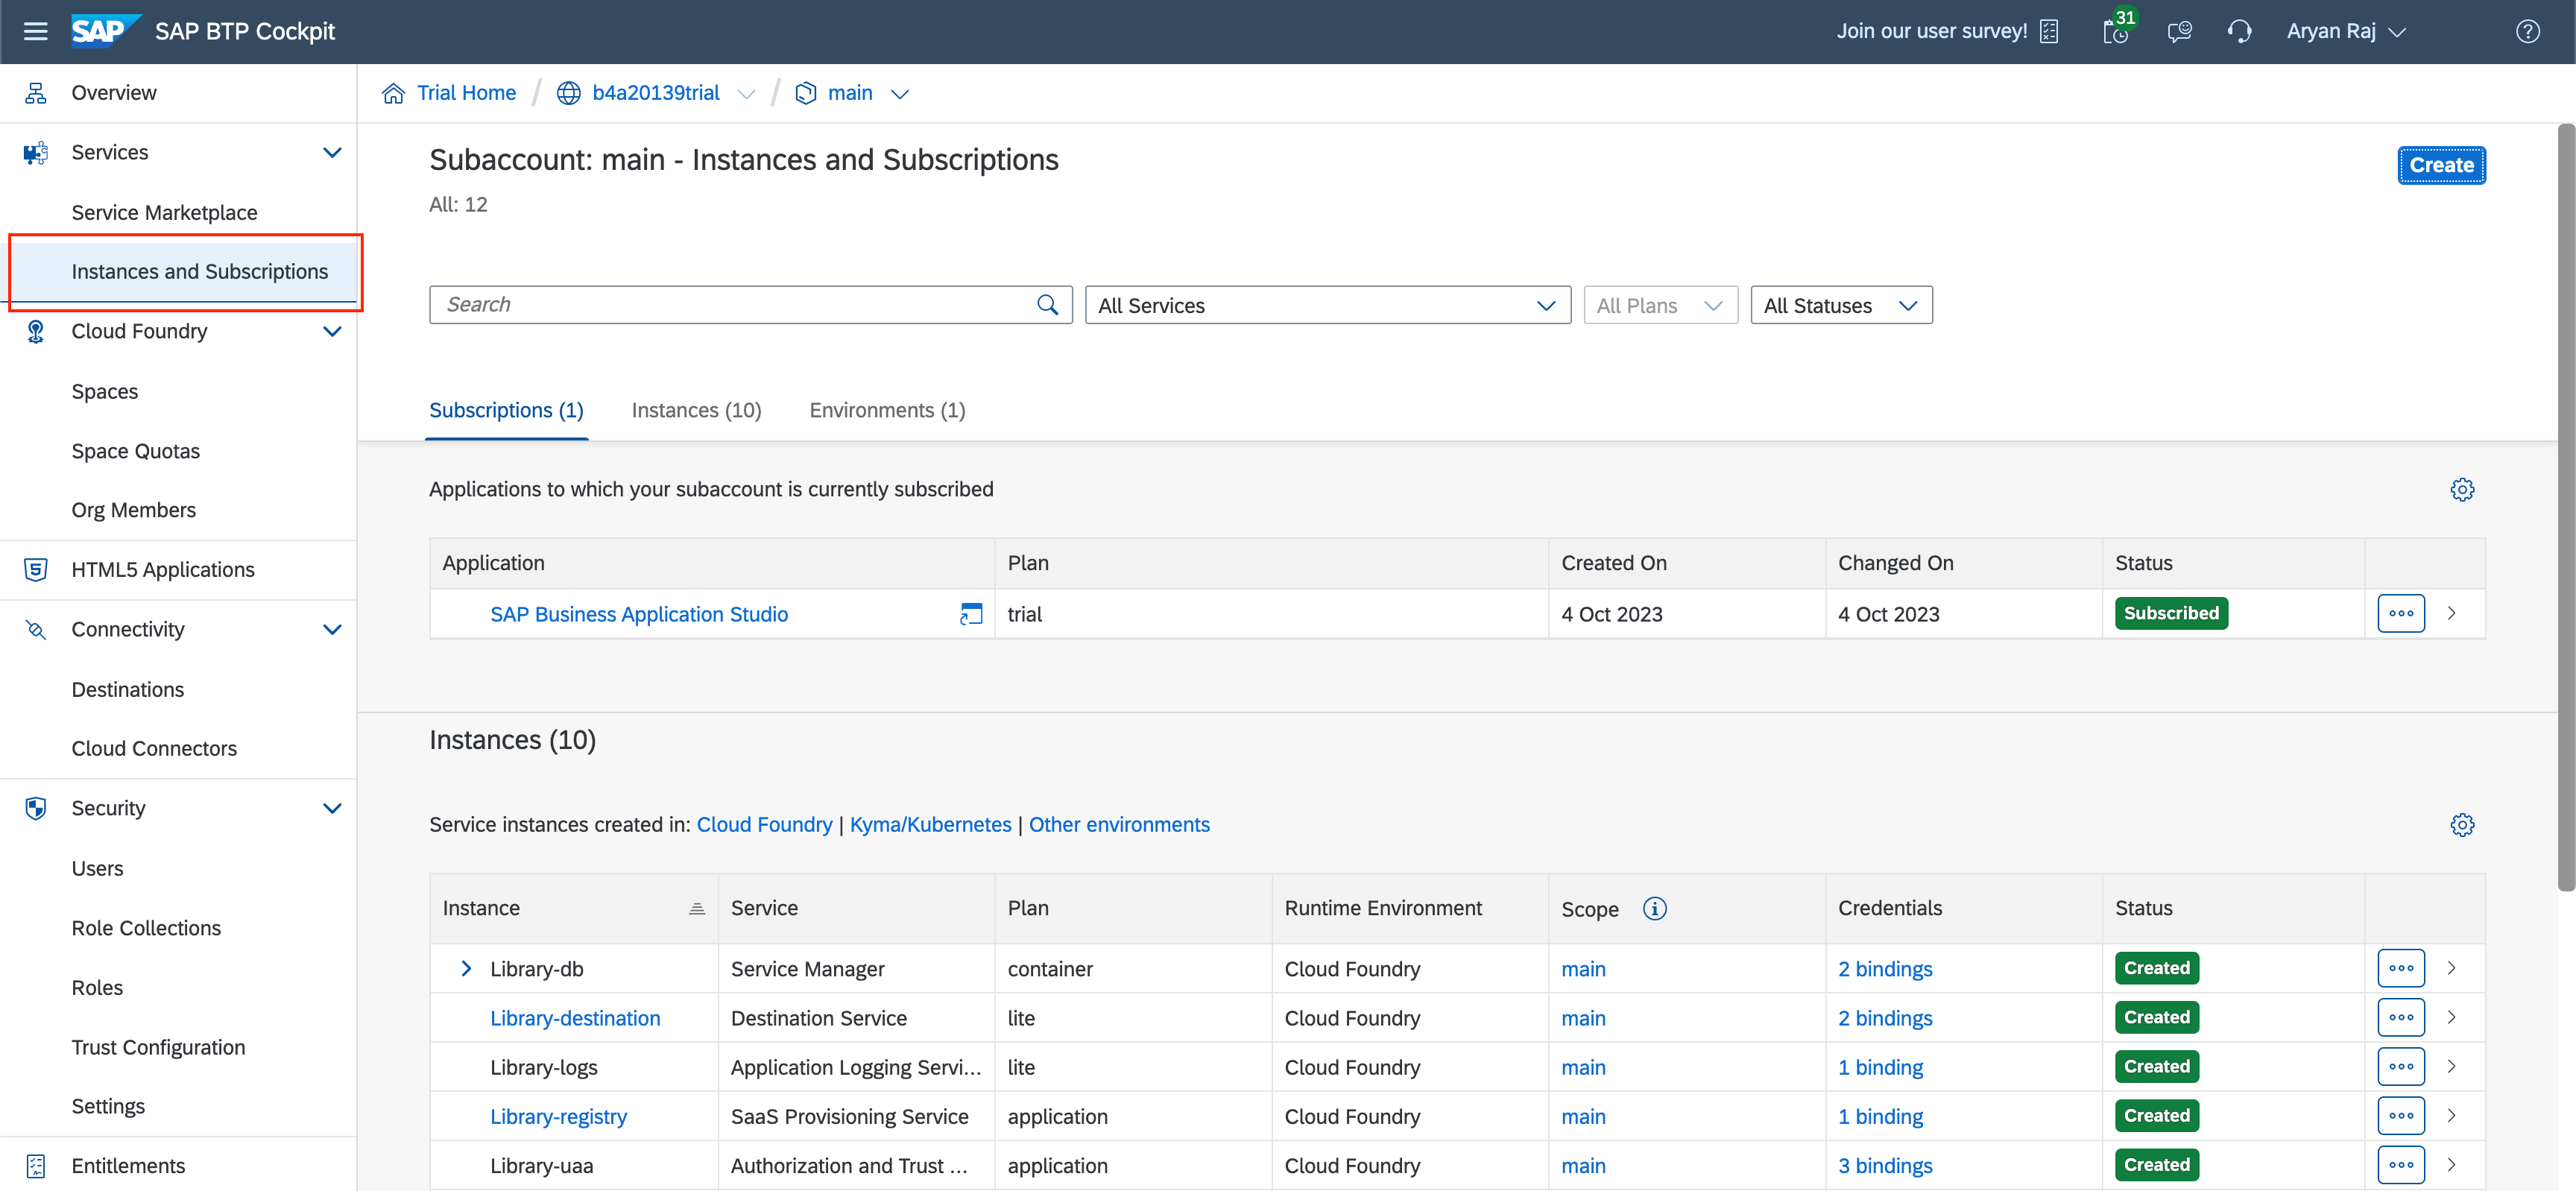 SAP
SAP BTP Cockpit
Join our user survey!
31
Aryan Raj
Overview
Services
Service Marketplace
Instances and Subscriptions
Cloud Foundry
Spaces
Space Quotas
Org Members
HTML5 Applications
Connectivity
Destinations
Cloud Connectors
Security
Users
Role Collections
Roles
Trust Configuration
Settings
Entitlements
Trial Home / b4a20139trial / main
Subaccount: main - Instances and Subscriptions
Create
All: 12
Search
All Services
All Plans
All Statuses
Subscriptions (1) Instances (10) Environments (1)
Applications to which your subaccount is currently subscribed
Application Plan Created On Changed On Status
SAP Business Application Studio trial 4 Oct 2023 4 Oct 2023 Subscribed
Instances (10)
Service instances created in: Cloud Foundry | Kyma/Kubernetes | Other environments
Instance Service Plan Runtime Environment Scope Credentials Status
Library-db Service Manager container Cloud Foundry main 2 bindings Created
Library-destination Destination Service lite Cloud Foundry main 2 bindings Created
Library-logs Application Logging Servi... lite Cloud Foundry main 1 binding Created
Library-registry SaaS Provisioning Service application Cloud Foundry main 1 binding Created
Library-uaa Authorization and Trust ... application Cloud Foundry main 3 bindings Created